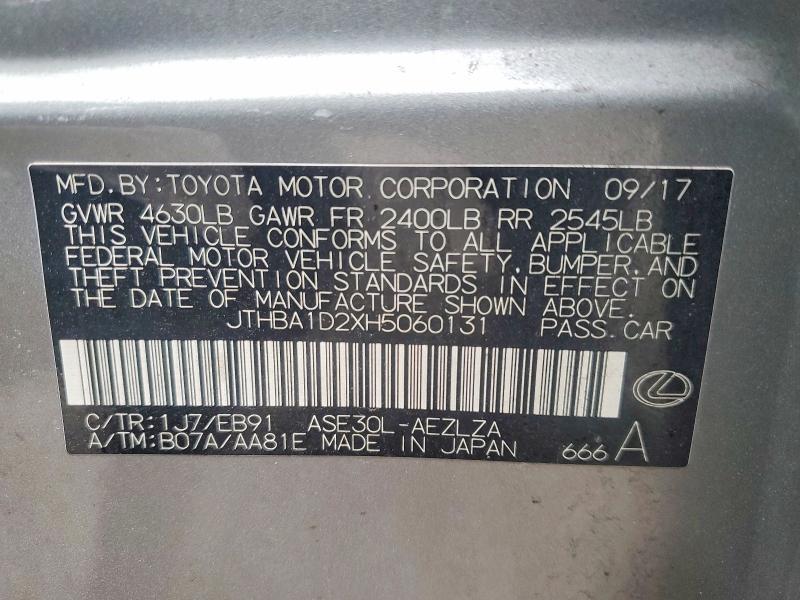 MFD.BY:TOYOTA MOTOR CORPORATION 09/17
GVWR 4630LB GAWR FR 2400LB RR 2545LB
THIS VEHICLE CONFORMS TO ALL APPLICABLE
FEDERAL MOTOR VEHICLE SAFETY,BUMPER,AND
THEFT PREVENTION STANDARDS IN EFFECT ON
THE DATE OF MANUFACTURE SHOWN ABOVE.
JTHBA1D2XH5060131 PASS.CAR
C/TR:1J7/EB91 ASE30L-AEZLZA
A/TM:B07A/AA81E MADE IN JAPAN 666 A